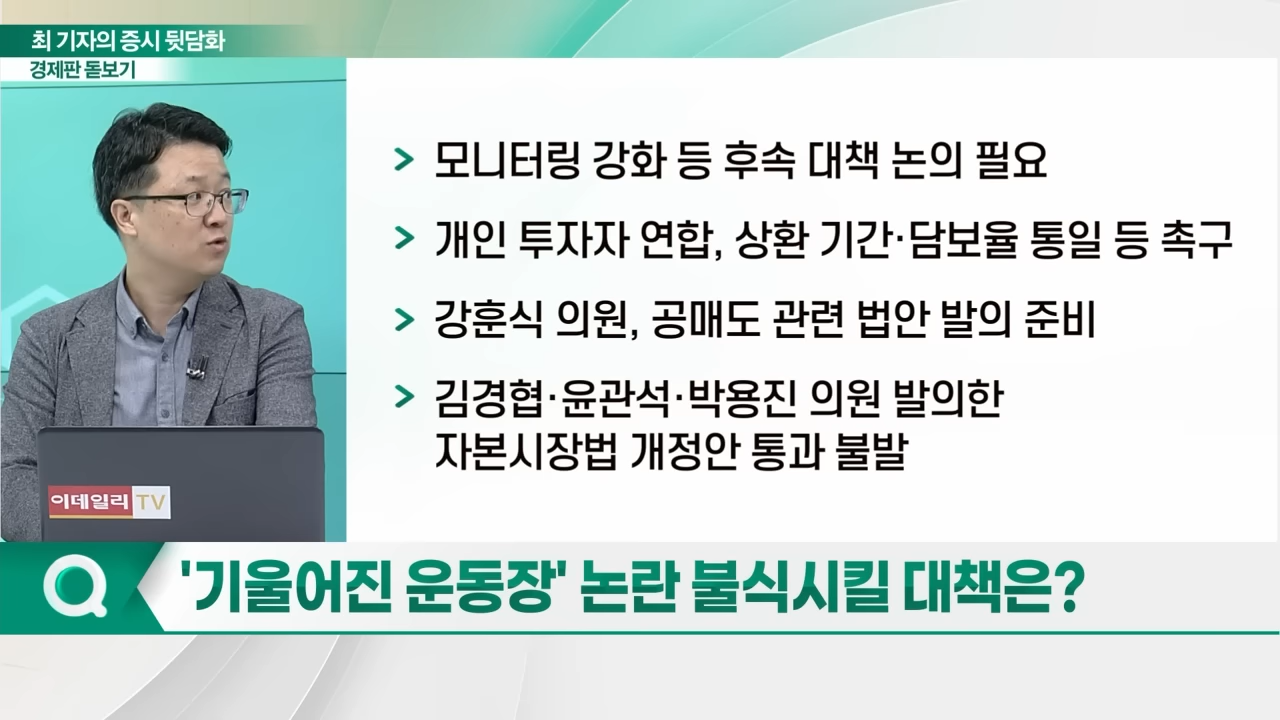 최 기자의 증시 뒷담화
경제판 돋보기
> 모니터링 강화 등 후속 대책 논의 필요
> 개인 투자자 연합, 상환 기간·담보율 통일 등 촉구
> 강훈식 의원, 공매도 관련 법안 발의 준비
> 김경협·윤관석·박용진 의원 발의한
자본시장법 개정안 통과 불발
이데일리TV
Q '기울어진 운동장' 논란 불식시킬 대책은?